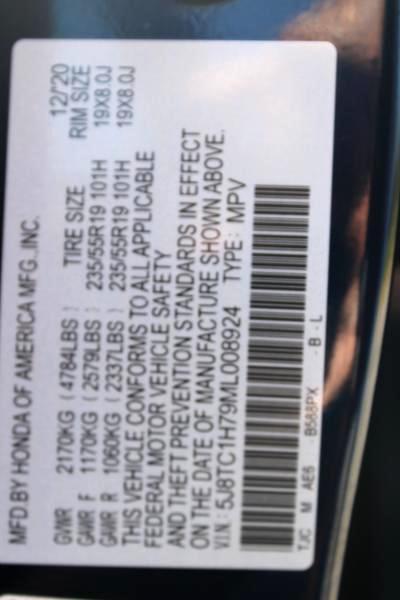 MFD.BY HONDA OF AMERICA MFG., INC. 12/'20
GVWR 2170KG ( 4784LBS ) TIRE SIZE RIM SIZE
GAWR F 1170KG ( 2579LBS ) 235/55R19 101H 19X8.0J
GAWR R 1060KG ( 2337LBS ) 235/55R19 101H 19X8.0J
THIS VEHICLE CONFORMS TO ALL APPLICABLE
FEDERAL MOTOR VEHICLE SAFETY
AND THEFT PREVENTION STANDARDS IN EFFECT
ON THE DATE OF MANUFACTURE SHOWN ABOVE.
V.I.N.: 5J8TC1H79ML008924 TYPE: MPV
TJC M AE6 B588PX - B - L